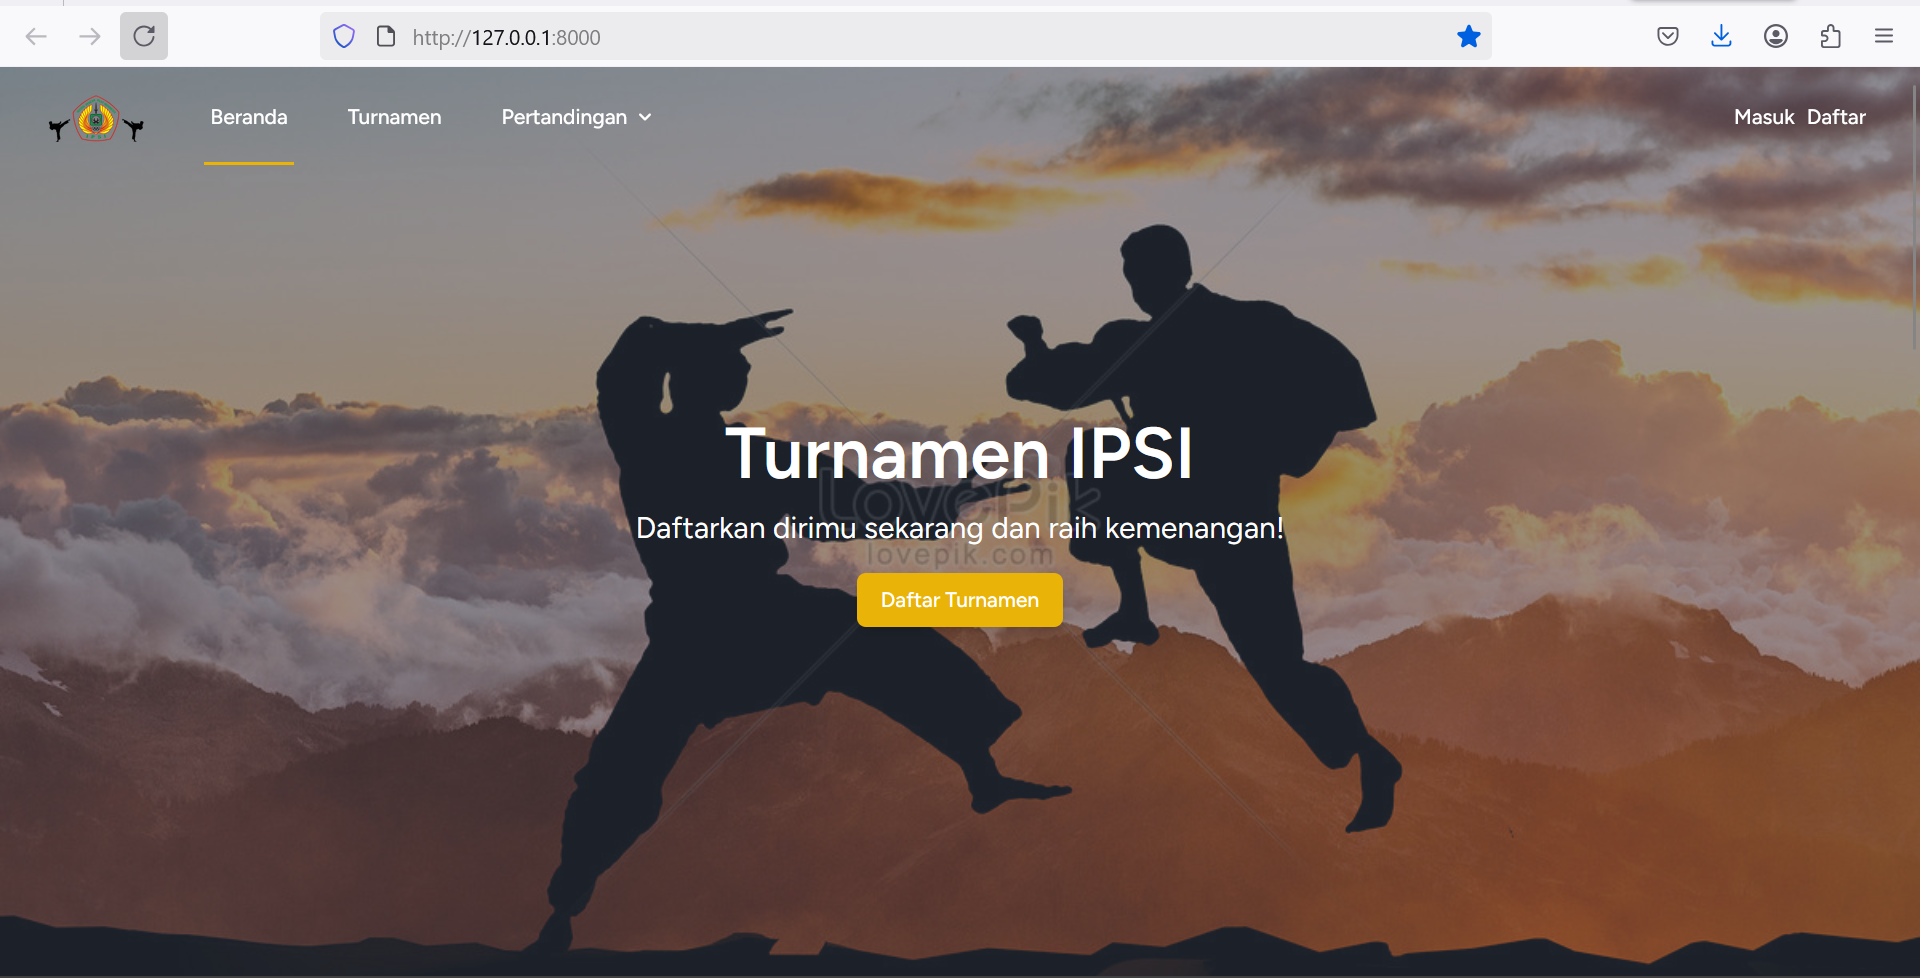 http://127.0.0.1:8000
Beranda
Turnamen
Pertandingan
Masuk
Daftar
Turnamen IPSI
LovePik
Daftarkan dirimu sekarang dan raih kemenangan!
lovepik.com
Daftar Turnamen